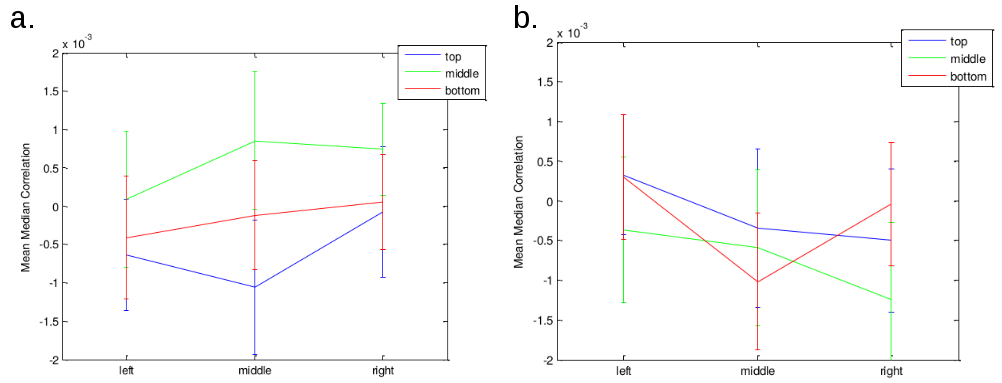 a.
x 10^-3
2
1.5
1
0.5
0
-0.5
-1
-1.5
-2
Mean Median Correlation
left middle right
top
middle
bottom
b.
x 10^-3
2
1.5
1
0.5
0
-0.5
-1
-1.5
-2
Mean Median Correlation
left middle right
top
middle
bottom